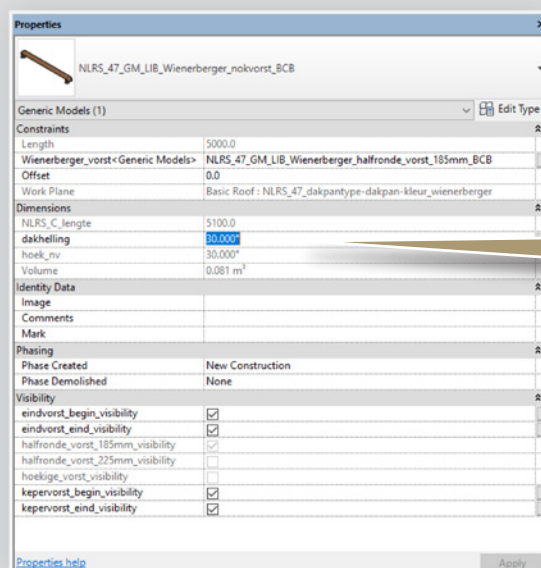 Properties
NLRS_47_GM_LIB_Wienerberger_nokvorst_BCB
Generic Models (1) Edit Type
Constraints
Length 5000.0
Wienerberger_vorst<Generic Models> NLRS_47_GM_LIB_Wienerberger_halfronde_vorst_185mm_BCB
Offset 0.0
Work Plane Basic Roof : NLRS_47_dakpantype-dakpan-kleur_wienerberger
Dimensions
NLRS_C_lengte 5100.0
dakhelling 30.000°
hoek_nv 30.000°
Volume 0.081 m³
Identity Data
Image
Comments
Mark
Phasing
Phase Created New Construction
Phase Demolished None
Visibility
eindvorst_begin_visibility
eindvorst_eind_visibility
halfronde_vorst_185mm_visibility
halfronde_vorst_225mm_visibility
hoekige_vorst_visibility
kepervorst_begin_visibility
kepervorst_eind_visibility
Properties help Apply